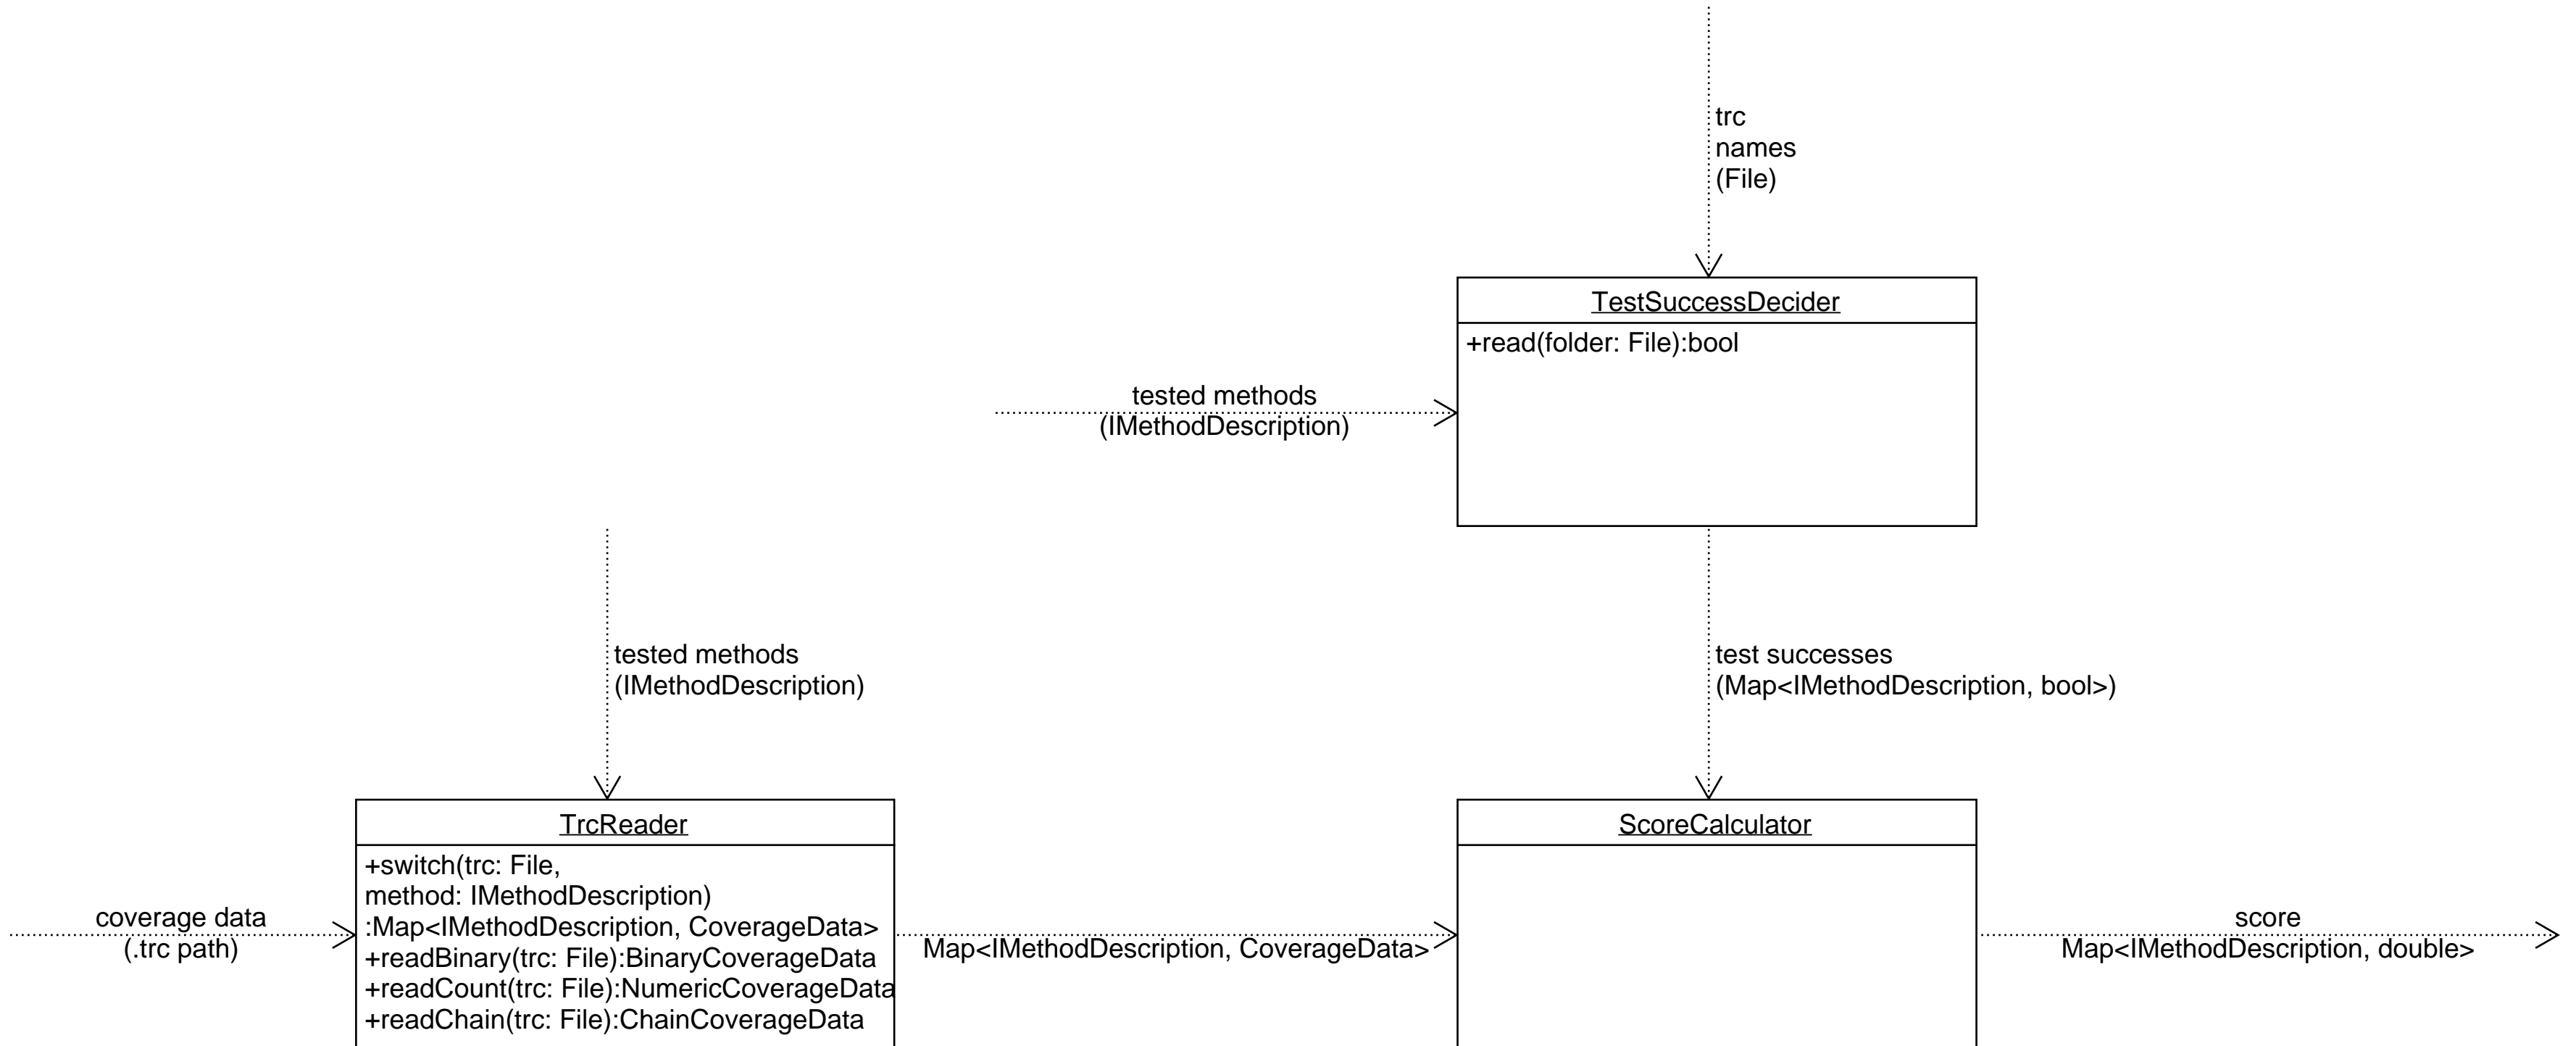 trc
names
(File)
TestSuccessDecider
+read(folder: File):bool
tested methods
(IMethodDescription)
tested methods
(IMethodDescription)
test successes
(Map<IMethodDescription, bool>)
TrcReader
+switch(trc: File,
method: IMethodDescription)
:Map<IMethodDescription, CoverageData>
+readBinary(trc: File):BinaryCoverageData
+readCount(trc: File):NumericCoverageData
+readChain(trc: File):ChainCoverageData
coverage data
(.trc path)
Map<IMethodDescription, CoverageData>
ScoreCalculator
score
Map<IMethodDescription, double>